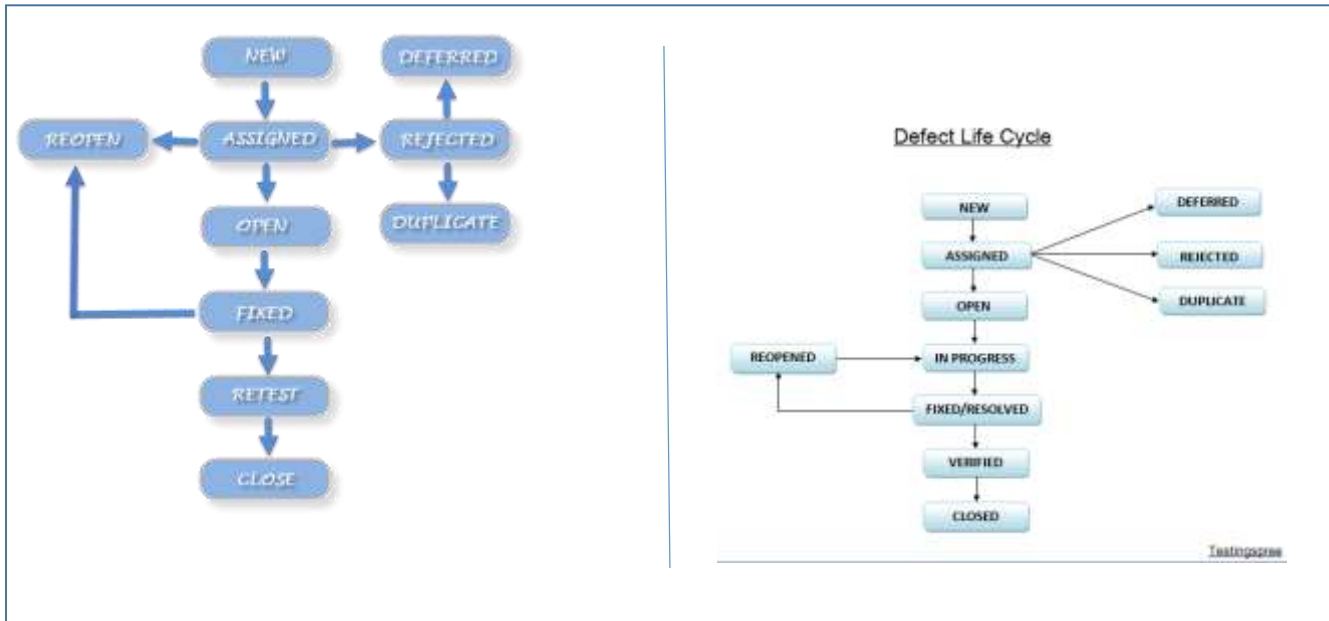 NEW
DEFERRED
REOPEN
ASSIGNED
REJECTED
OPEN
DUPLICATE
FIXED
RETEST
CLOSE
Defect Life Cycle
NEW
DEFERRED
ASSIGNED
REJECTED
OPEN
DUPLICATE
REOPENED
IN PROGRESS
FIXED/RESOLVED
VERIFIED
CLOSED
Testingspree